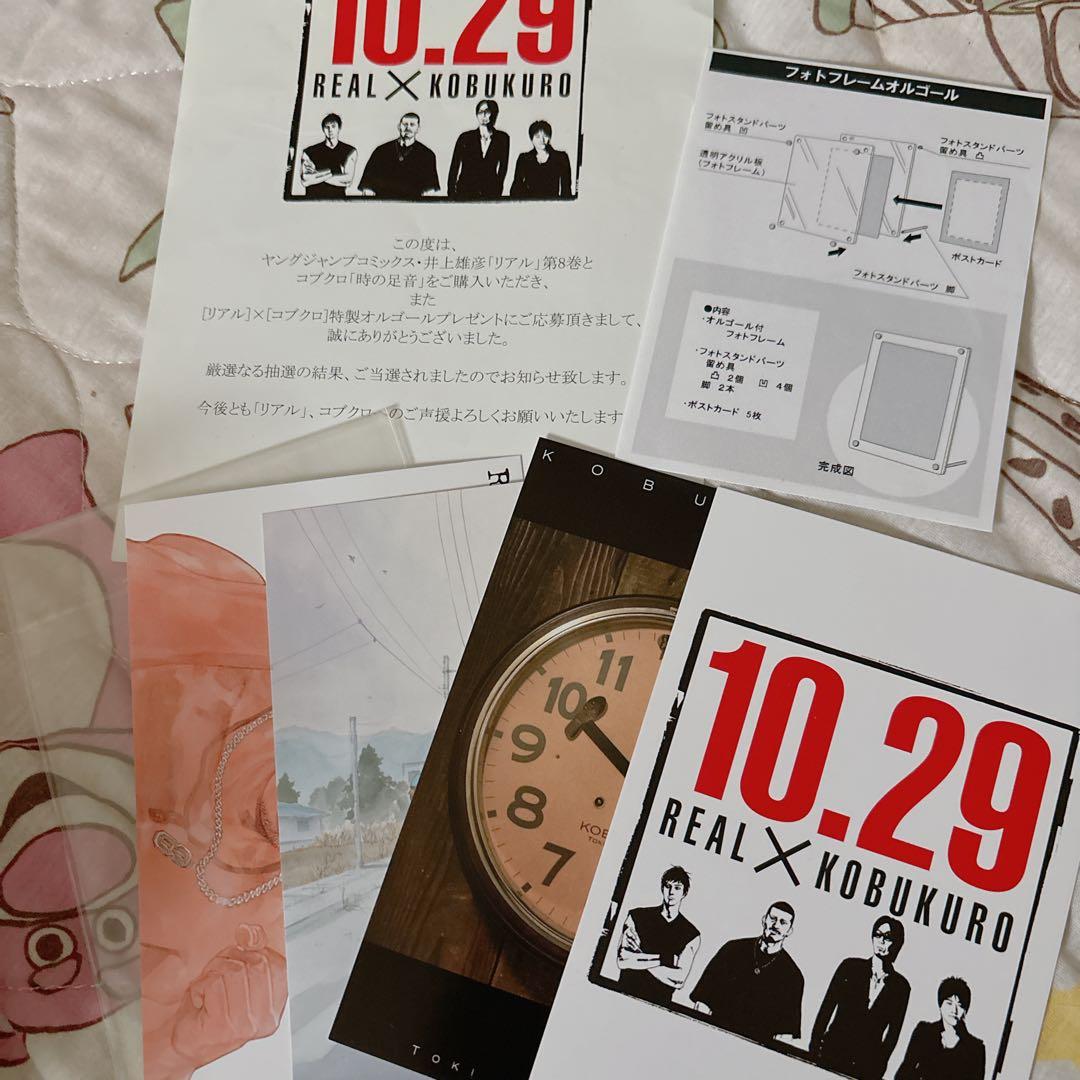 10.29
REAL×KOBUKURO
この度は、
ヤングジャンプコミックス・井上雄彦「リアル」第8巻と
コブクロ「時の足音」をご購入いただき、
また
[リアル]×[コブクロ]特製オルゴールプレゼントにご応募頂きまして、
誠にありがとうございました。
厳選なる抽選の結果、ご当選されましたのでお知らせ致します。
今後とも「リアル」、コブクロへのご声援よろしくお願いいたします
フォトフレームオルゴール
フォトスタンドパーツ
留め具 凹
透明アクリル板
(フォトフレーム)
フォトスタンドパーツ
留め具 凸
ポストカード
フォトスタンドパーツ 脚
●内容
・オルゴール付
フォトフレーム
・フォトスタンドパーツ
留め具
凸 2個 凹 4個
脚 2本
・ポストカード 5枚
完成図
R
KOBU
11
10
9
8
7
KOB
TOKI
10.29
REAL×KOBUKURO